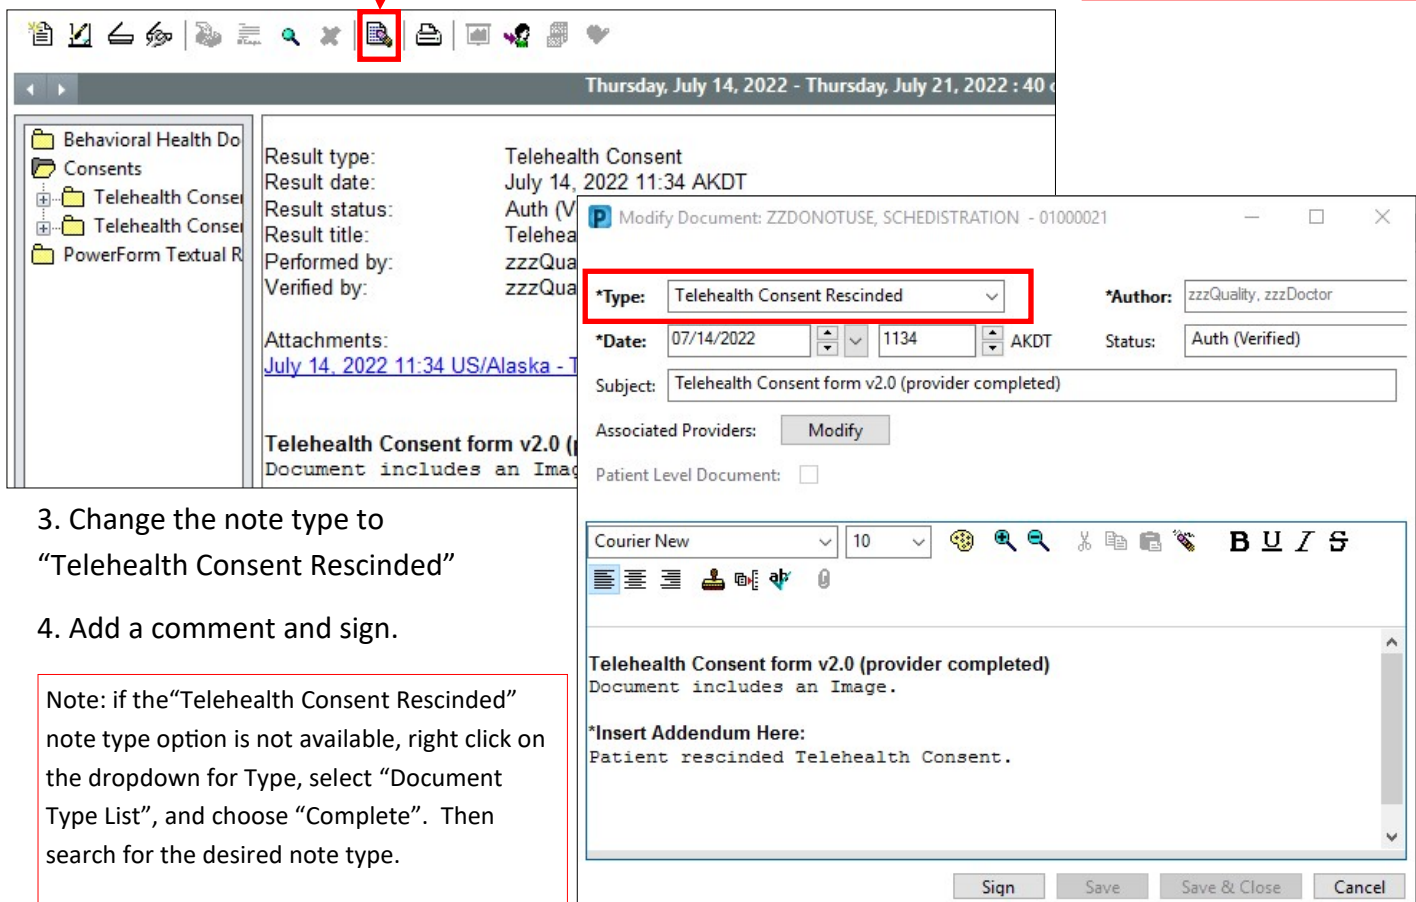 Thursday, July 14, 2022 - Thursday, July 21, 2022 : 40
Behavioral Health Do
Consents
Telehealth Conser
Telehealth Conser
PowerForm Textual R
Result type: Telehealth Consent
Result date: July 14, 2022 11:34 AKDT
Result status: Auth (V
Result title: Telehea
Performed by: zzzQua
Verified by: zzzQua
Attachments:
July 14, 2022 11:34 US/Alaska - T
Telehealth Consent form v2.0 (p
Document includes an Imag
Modify Document: ZZDONOTUSE, SCHEDISTRATION - 01000021
*Type: Telehealth Consent Rescinded *Author: zzzQuality, zzzDoctor
*Date: 07/14/2022 1134 AKDT Status: Auth (Verified)
Subject: Telehealth Consent form v2.0 (provider completed)
Associated Providers: Modify
Patient Level Document:
Courier New 10 B U I S
Telehealth Consent form v2.0 (provider completed)
Document includes an Image.
*Insert Addendum Here:
Patient rescinded Telehealth Consent.
Sign Save Save & Close Cancel
3. Change the note type to
“Telehealth Consent Rescinded”
4. Add a comment and sign.
Note: if the“Telehealth Consent Rescinded”
note type option is not available, right click on
the dropdown for Type, select “Document
Type List”, and choose “Complete”.  Then
search for the desired note type.